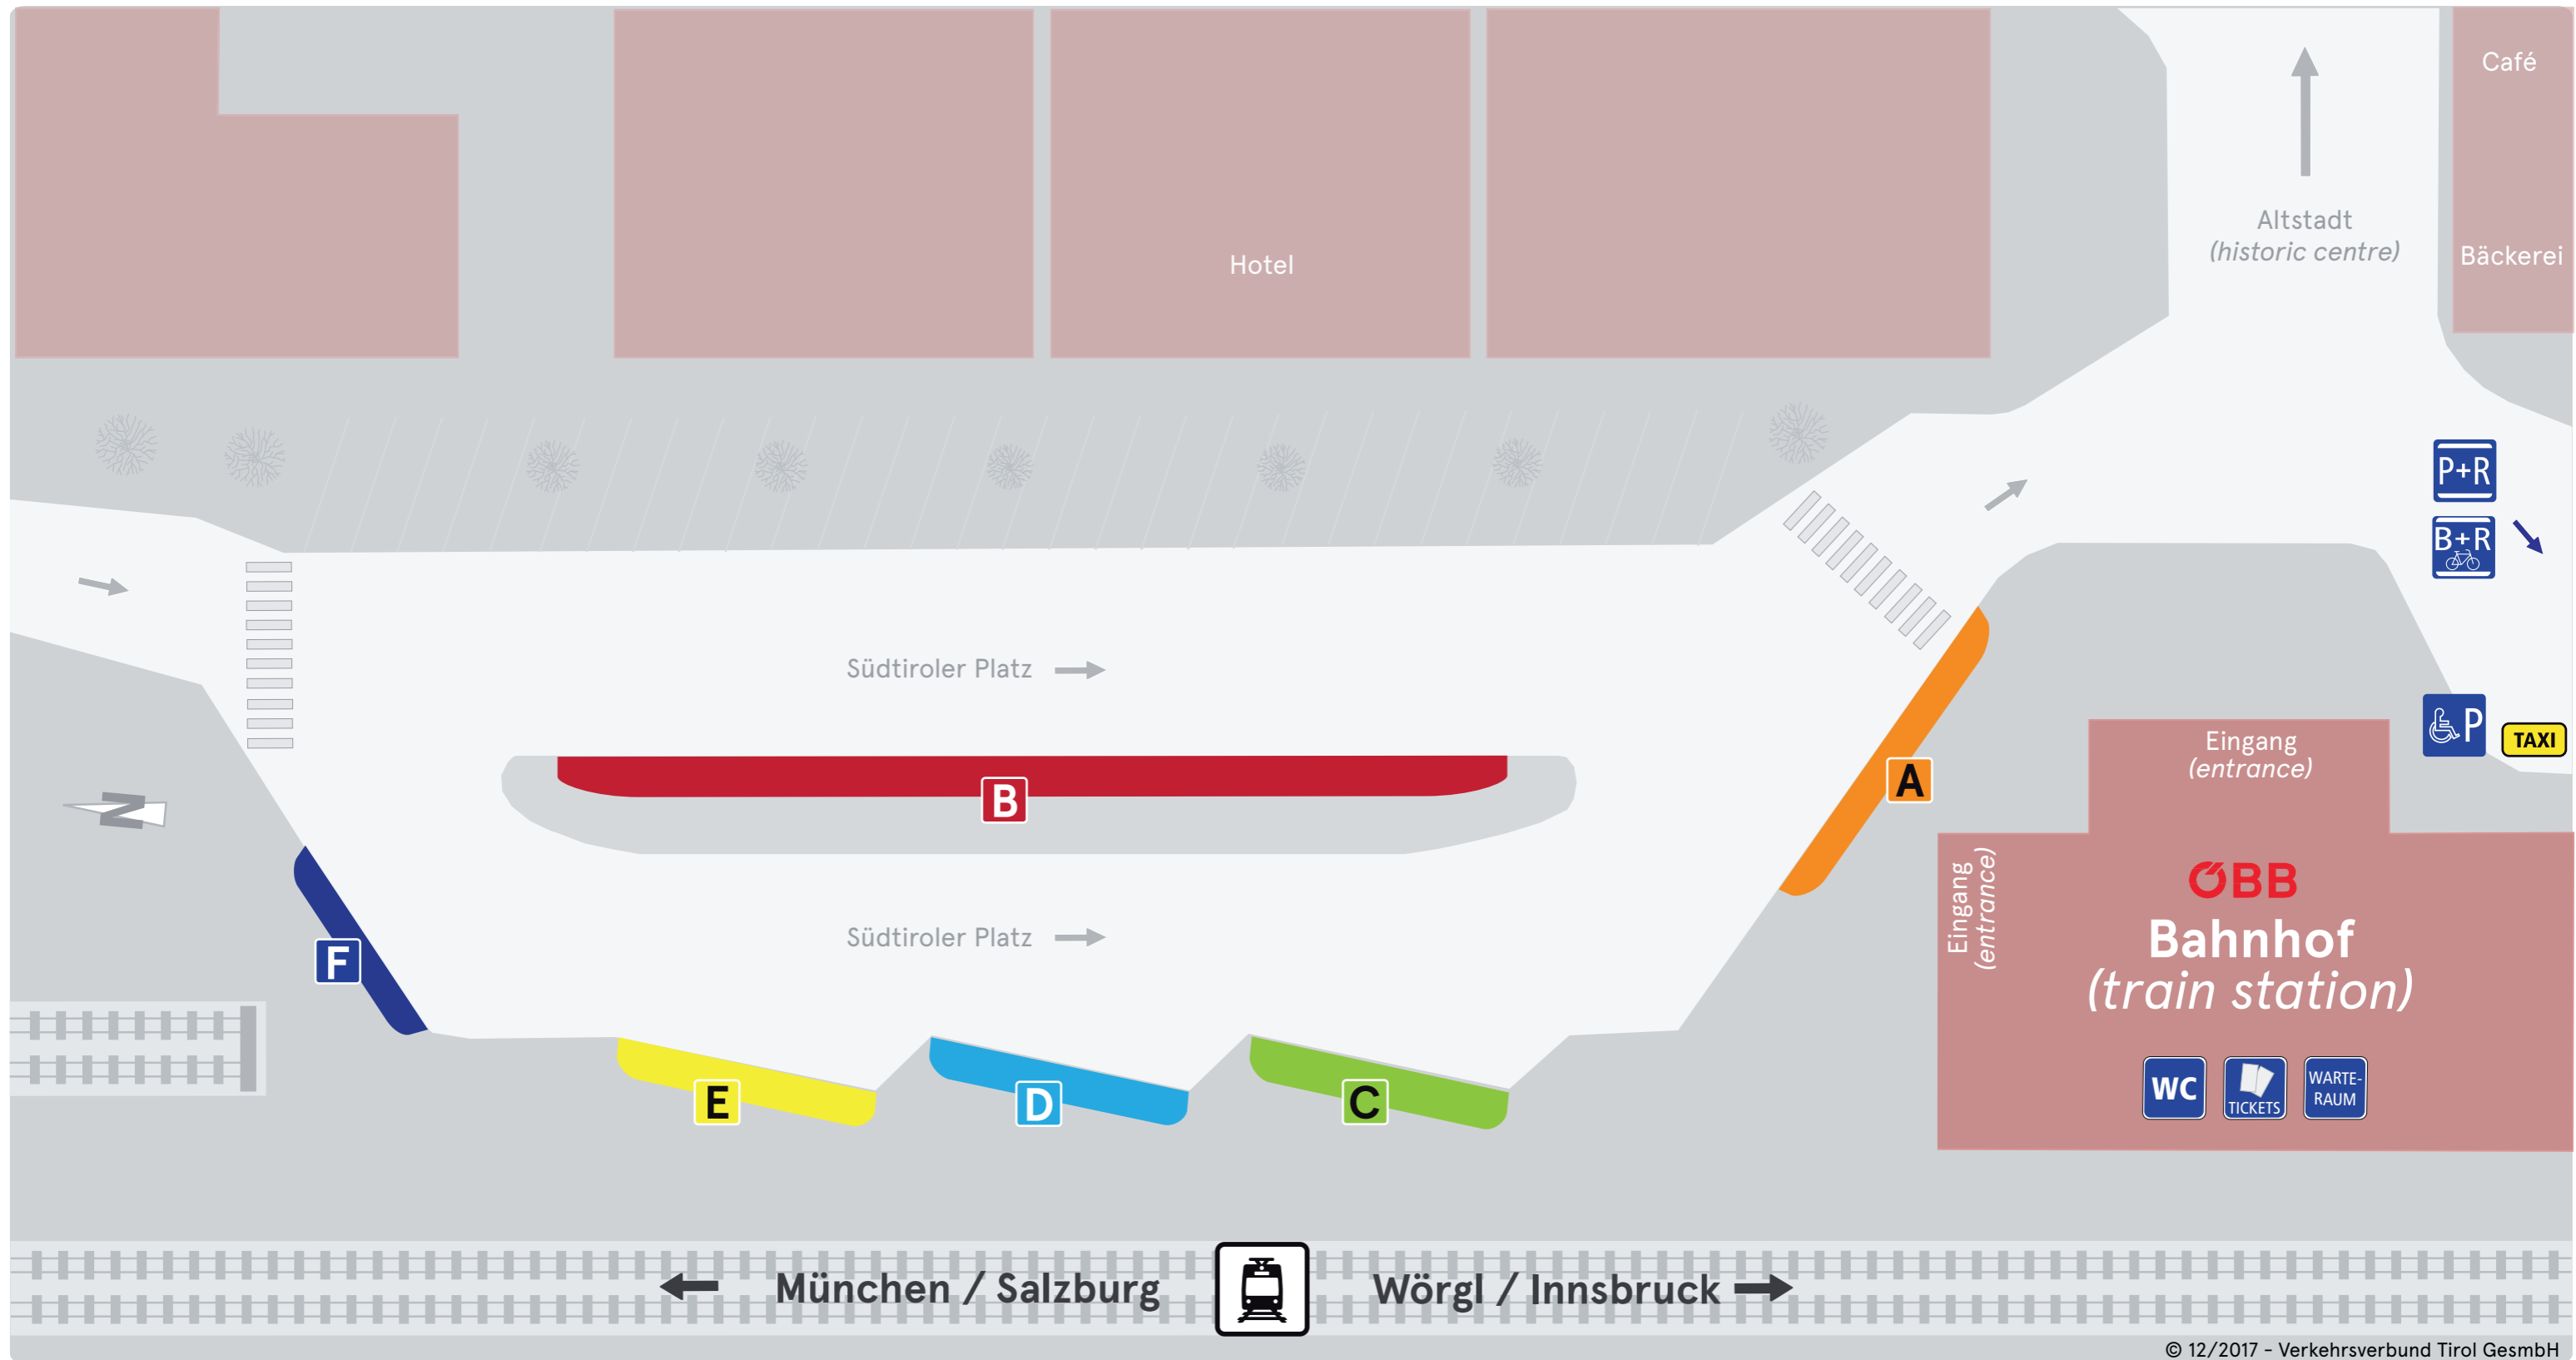 Café
Altstadt
(historic centre)
Bäckerei
Hotel
P+R
B+R
Südtiroler Platz
P
TAXI
Eingang
(entrance)
A
B
N
Eingang
(entrance)
ÖBB
Bahnhof
(train station)
Südtiroler Platz
F
WC
TICKETS
WARTE-
RAUM
E
D
C
München / Salzburg
Wörgl / Innsbruck
© 12/2017 - Verkehrsverbund Tirol GesmbH